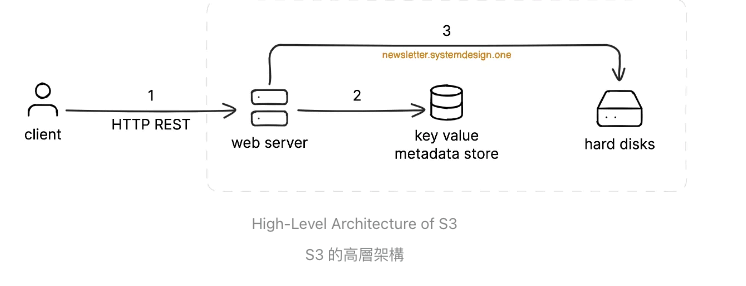 3
newsletter.systemdesign.one
1
2
HTTP REST
client
web server
key value
metadata store
hard disks
High-Level Architecture of S3
S3 的高層架構